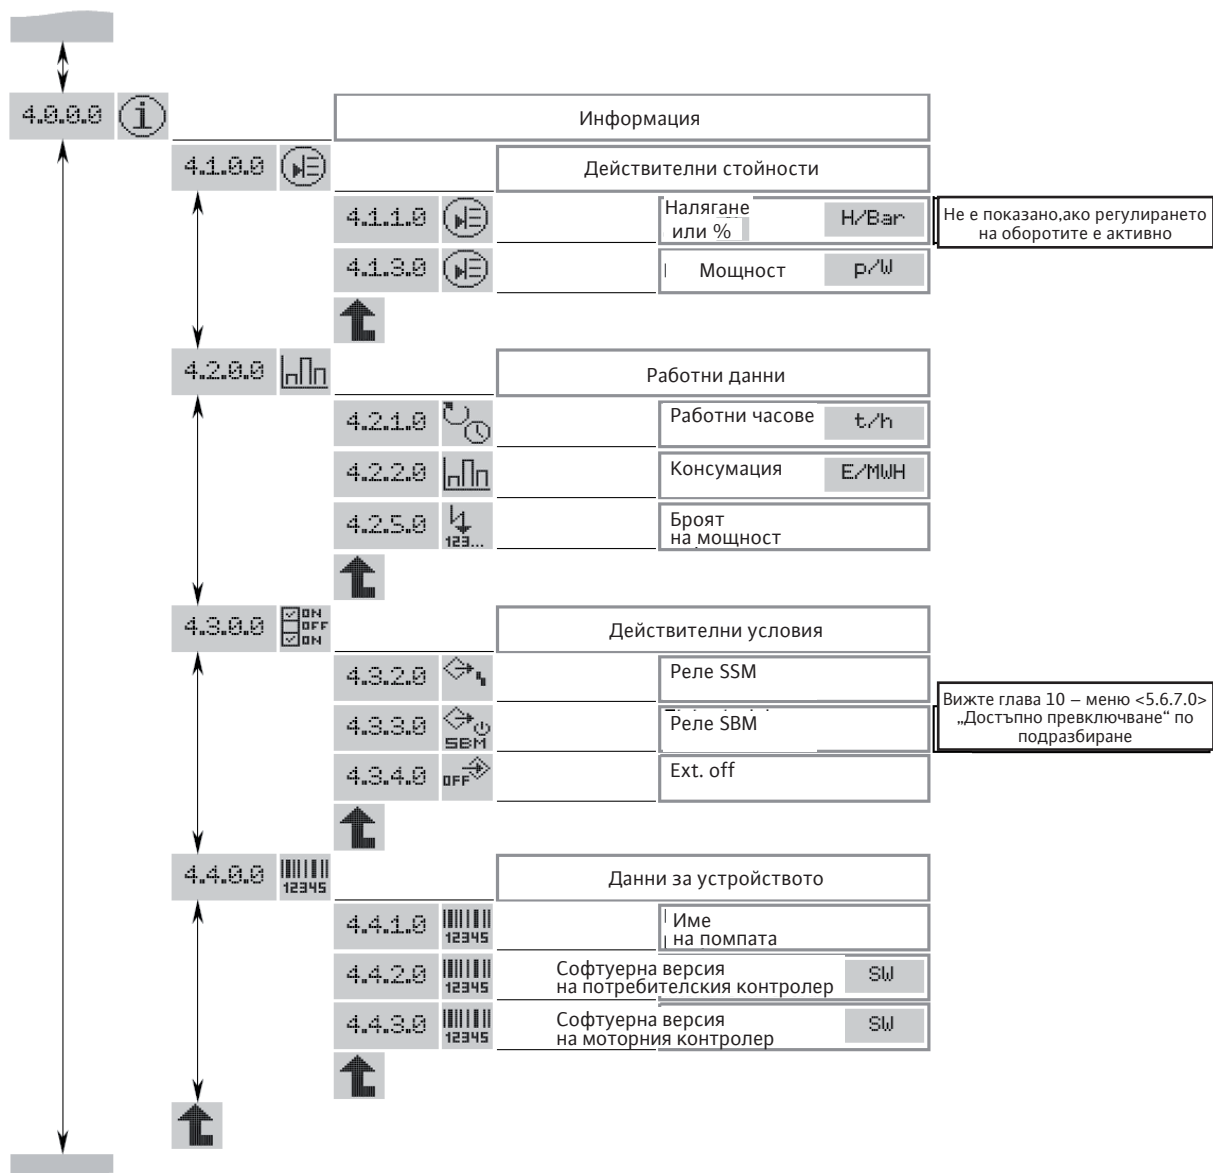 4.0.0.0
Информация
4.1.0.0
Действителни стойности
4.1.1.0
Налягане
или %
H/Bar
Не е показано,ако регулирането
на оборотите е активно
4.1.3.0
Мощност
p/W
4.2.0.0
Работни данни
4.2.1.0
Работни часове
t/h
4.2.2.0
Консумация
E/MWH
4.2.5.0
123...
Броят
на мощност
4.3.0.0
ON
OFF
ON
Действителни условия
4.3.2.0
Реле SSM
4.3.3.0
SBM
Реле SBM
Вижте глава 10 – меню <5.6.7.0>
„Достъпно превключване“ по
подразбиране
4.3.4.0
OFF
Ext. off
4.4.0.0
12345
Данни за устройството
4.4.1.0
12345
Име
на помпата
4.4.2.0
12345
Софтуерна версия
на потребителския контролер
SW
4.4.3.0
12345
Софтуерна версия
на моторния контролер
SW